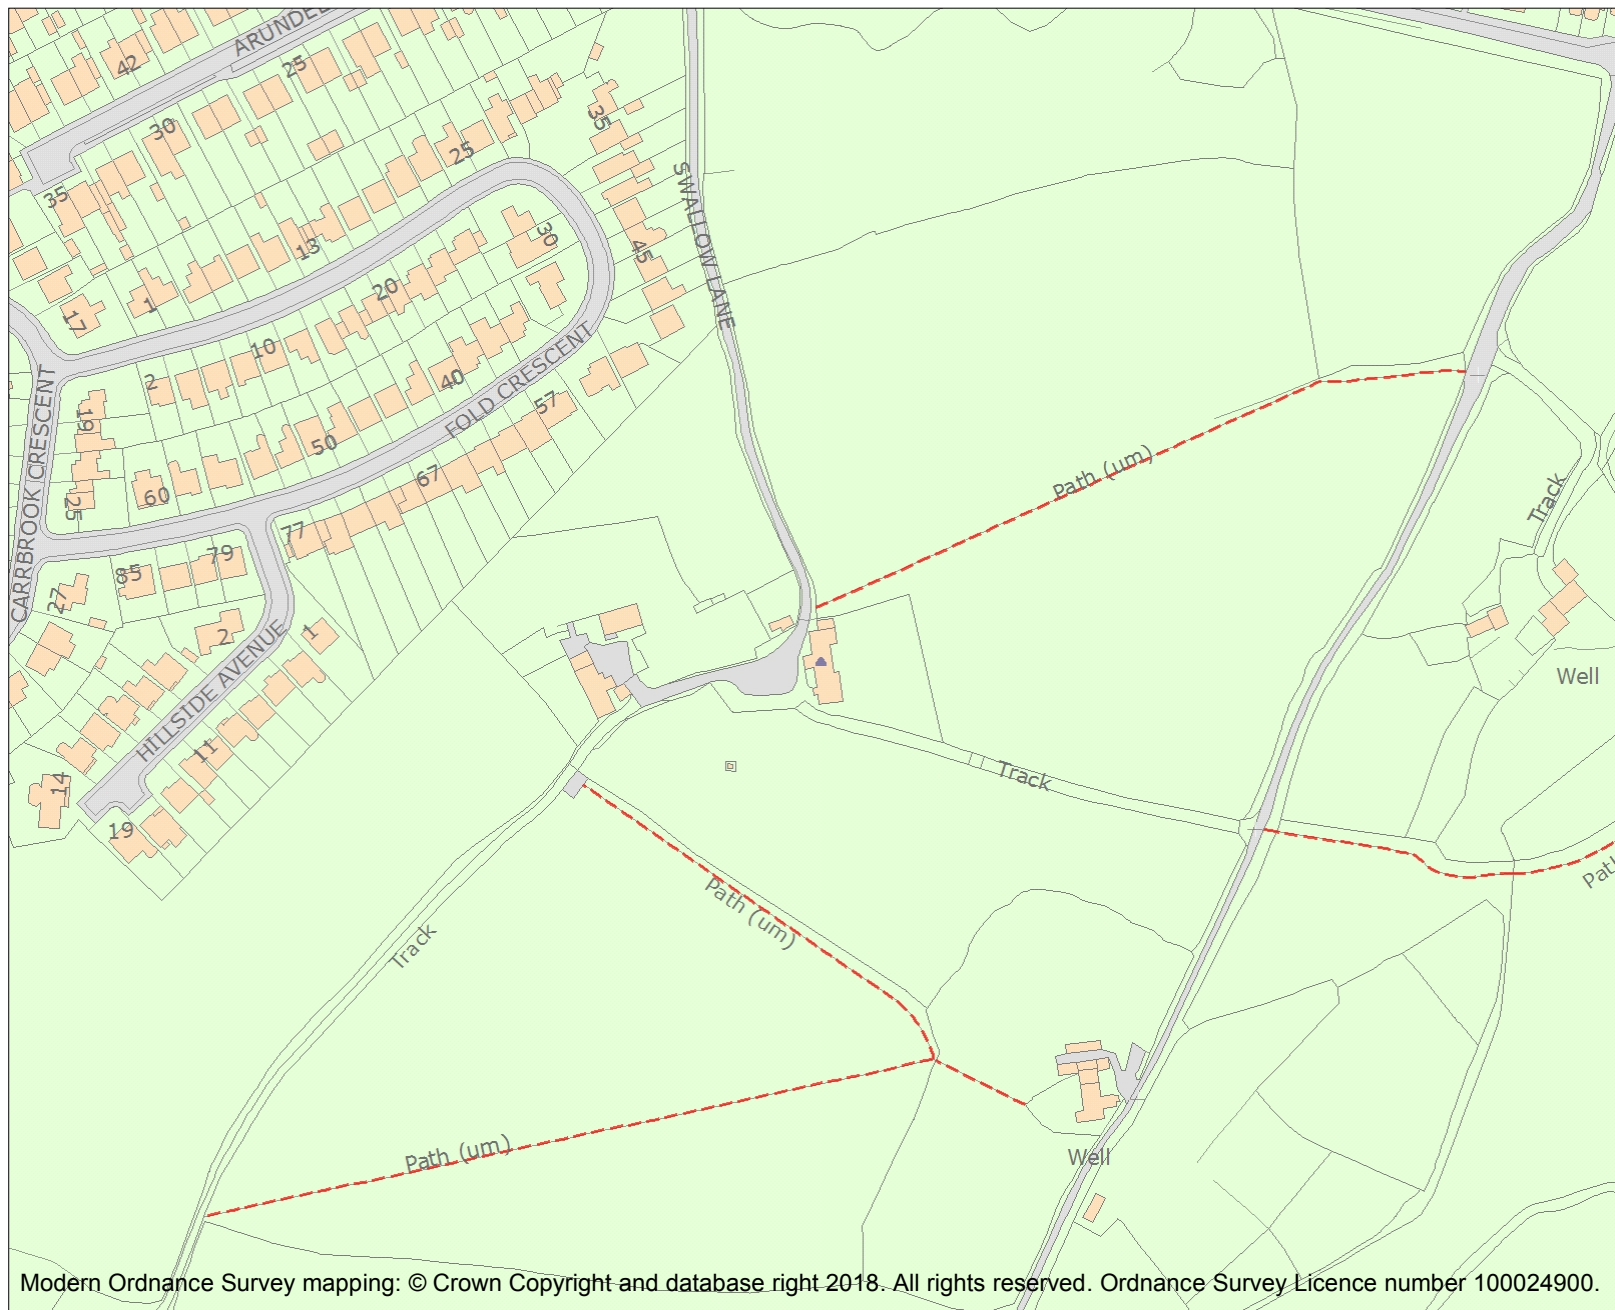 ARUNDEL
42
25
30
35
35
25
SWALLOW LANE
13
30
45
1
20
17
10
2
40
FOLD CRESCENT
57
CARRBROOK CRESCENT
19
50
67
60
25
77
79
85
27
2
1
HILLSIDE AVENUE
11
14
19
Path (um)
Track
Well
Track
Path (um)
Track
Path (um)
Well
Modern Ordnance Survey mapping: © Crown Copyright and database right 2018. All rights reserved. Ordnance Survey Licence number 100024900.